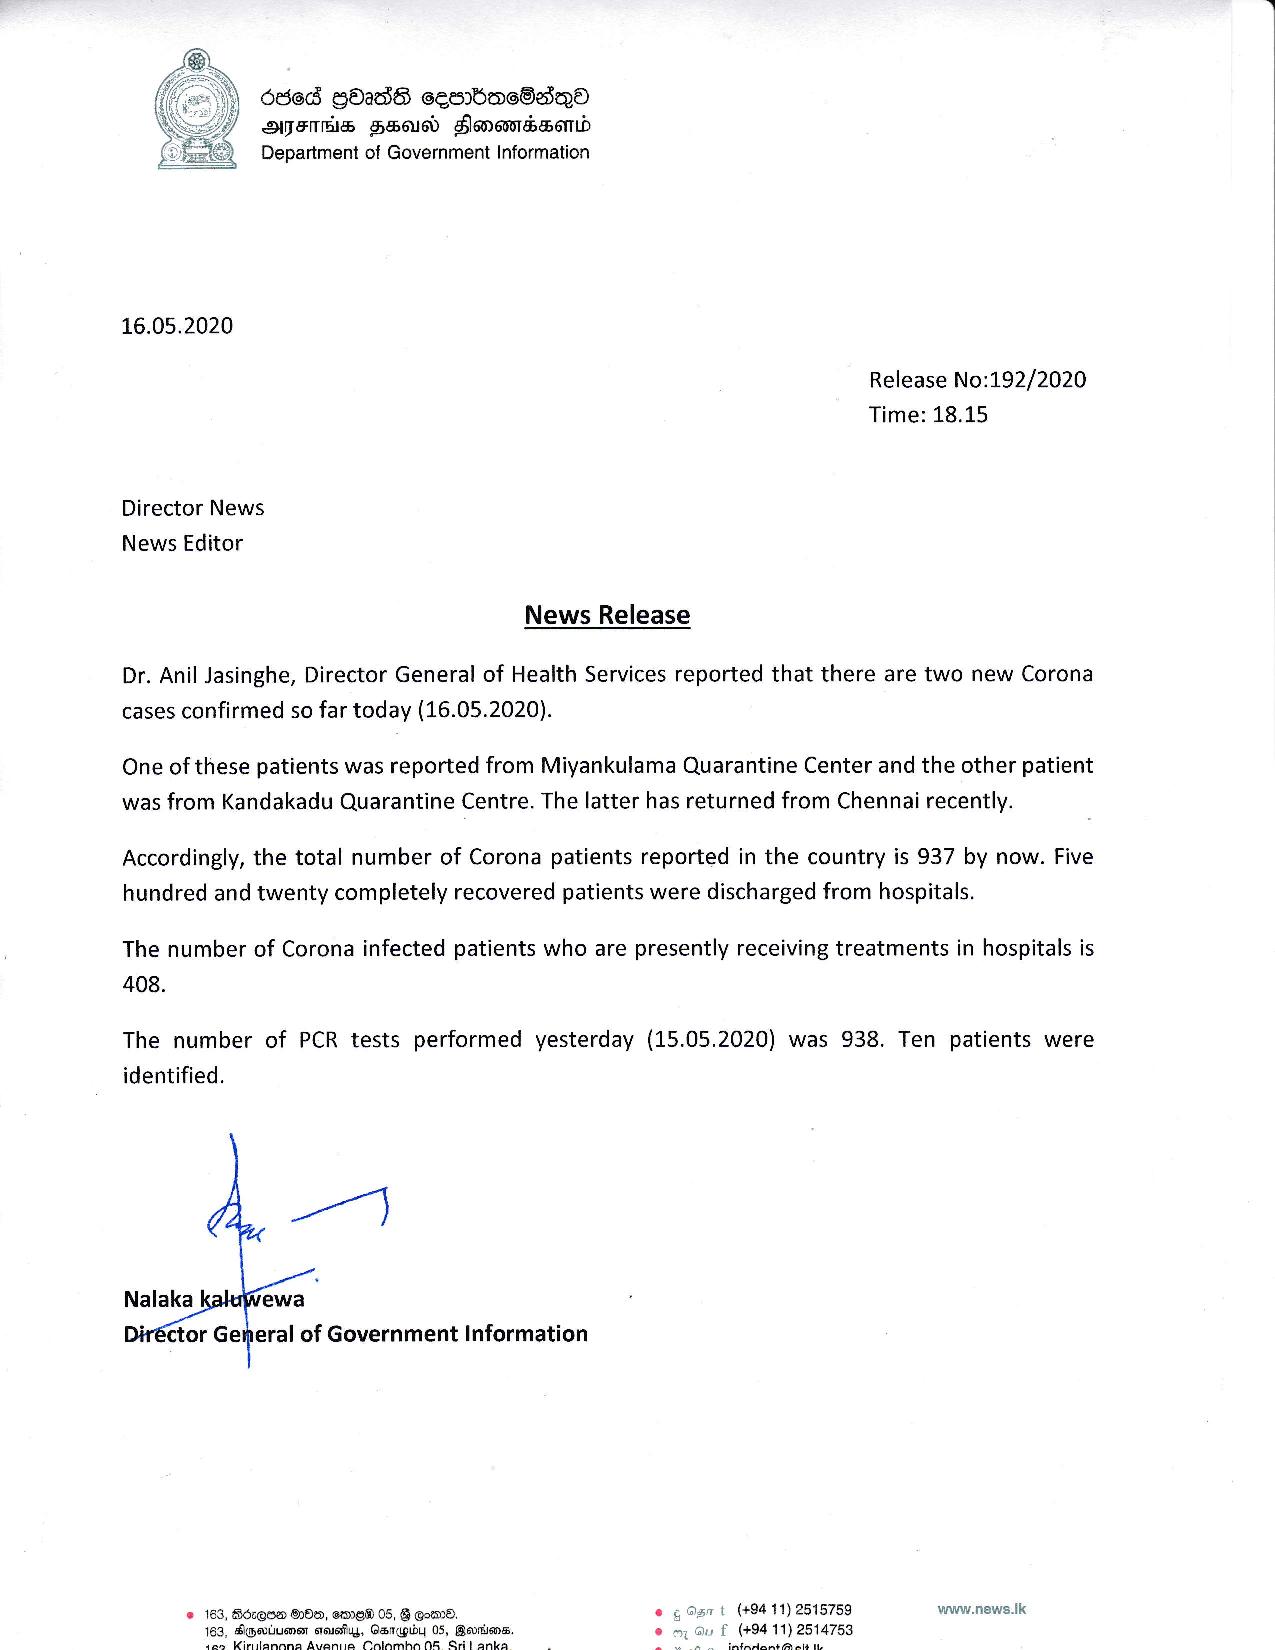 රජයේ ප්‍රවෘත්ති දෙපාර්තමේන්තුව
அரசாங்க தகவல் திணைக்களம்
Department of Government Information
16.05.2020
Release No:192/2020
Time: 18.15
Director News
News Editor
News Release
Dr. Anil Jasinghe, Director General of Health Services reported that there are two new Corona
cases confirmed so far today (16.05.2020).
One of these patients was reported from Miyankulama Quarantine Center and the other patient
was from Kandakadu Quarantine Centre. The latter has returned from Chennai recently.
Accordingly, the total number of Corona patients reported in the country is 937 by now. Five
hundred and twenty completely recovered patients were discharged from hospitals.
The number of Corona infected patients who are presently receiving treatments in hospitals is
408.
The number of PCR tests performed yesterday (15.05.2020) was 938. Ten patients were
identified.
Nalaka kaluwewa
Director General of Government Information
163, කිරුලපන මාවත, කොළඹ 05, ශ්‍රී ලංකාව.
163, கிருலப்பனை எவனியூ, கொழும்பு 05, இலங்கை.
163, Kirulapona Avenue, Colombo 05, Sri Lanka.
දු தொ t (+94 11) 2515759
ෆැ பெ f (+94 11) 2514753
infodept@slt.lk
www.news.lk